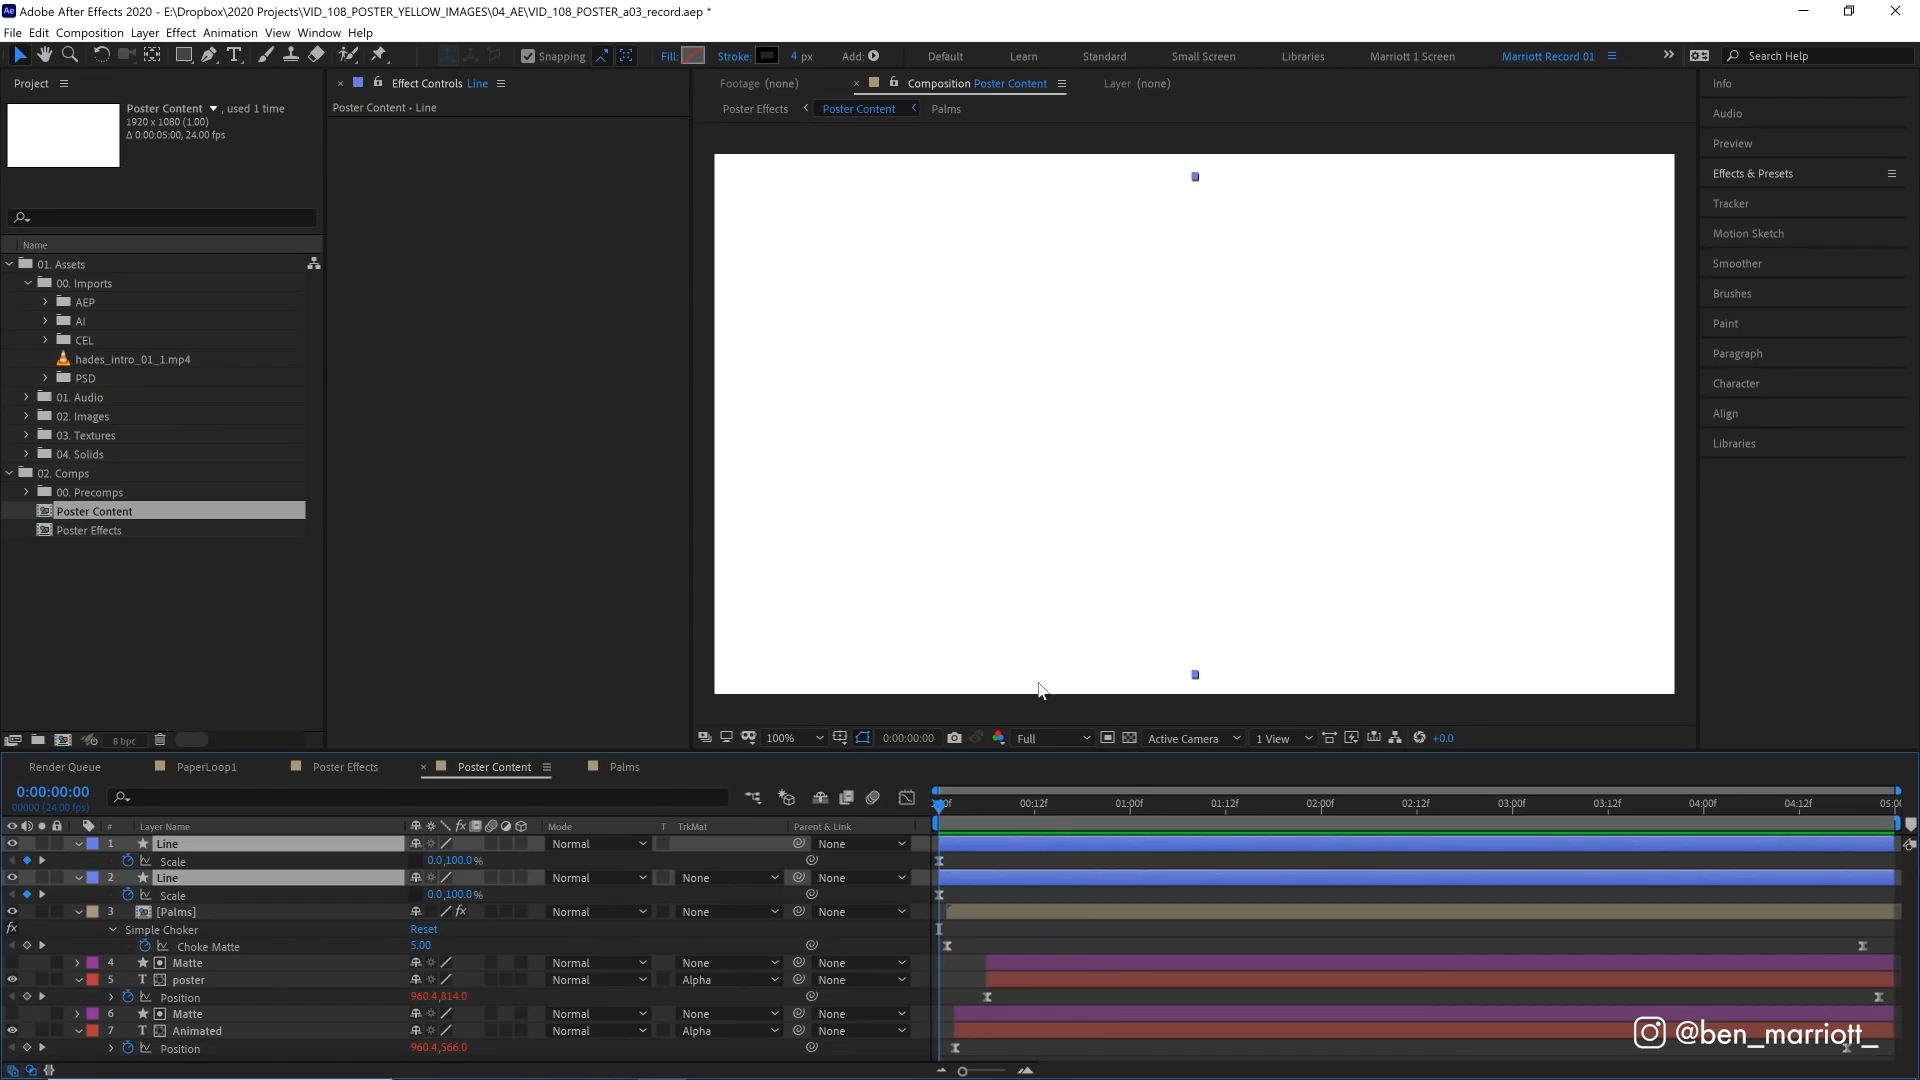 Adobe After Effects 2020 - E:\Dropbox\2020 Projects\VID_108_POSTER_YELLOW_IMAGES\04_AE\VID_108_POSTER_a03_record.aep *
File Edit Composition Layer Effect Animation View Window Help
Snapping Fill: Stroke: 4 px Add: Default Learn Standard Small Screen Libraries Marriott 1 Screen Marriott Record 01 Search Help
Project
Effect Controls Line
Footage (none) Composition Poster Content Layer (none)
Info
Poster Content , used 1 time
1920 x 1080 (1.00)
Δ 0:00:05:00, 24.00 fps
Poster Content • Line
Poster Effects Poster Content Palms
Audio
Preview
Effects & Presets
Tracker
Motion Sketch
Smoother
Brushes
Paint
Paragraph
Character
Align
Libraries
Name
01. Assets
00. Imports
AEP
AI
CEL
hades_intro_01_1.mp4
PSD
01. Audio
02. Images
03. Textures
04. Solids
02. Comps
00. Precomps
Poster Content
Poster Effects
8 bpc
100% 0:00:00:00 Full Active Camera 1 View +0.0
Render Queue PaperLoop1 Poster Effects Poster Content Palms
0:00:00:00
00000 (24.00 fps)
00:12f 01:00f 01:12f 02:00f 02:12f 03:00f 03:12f 04:00f 04:12f
# Layer Name Mode T TrkMat Parent & Link
1 Line Normal None
Scale 0.0,100.0 %
2 Line Normal None None
Scale 0.0,100.0 %
3 [Palms] fx Normal None None
fx Simple Choker Reset
Choke Matte 5.00
4 Matte Normal None None
5 T poster Normal Alpha None
Position 960.4,814.0
6 Matte Normal None None
7 T Animated Normal Alpha None
Position 960.4,566.0
@ben_marriott_